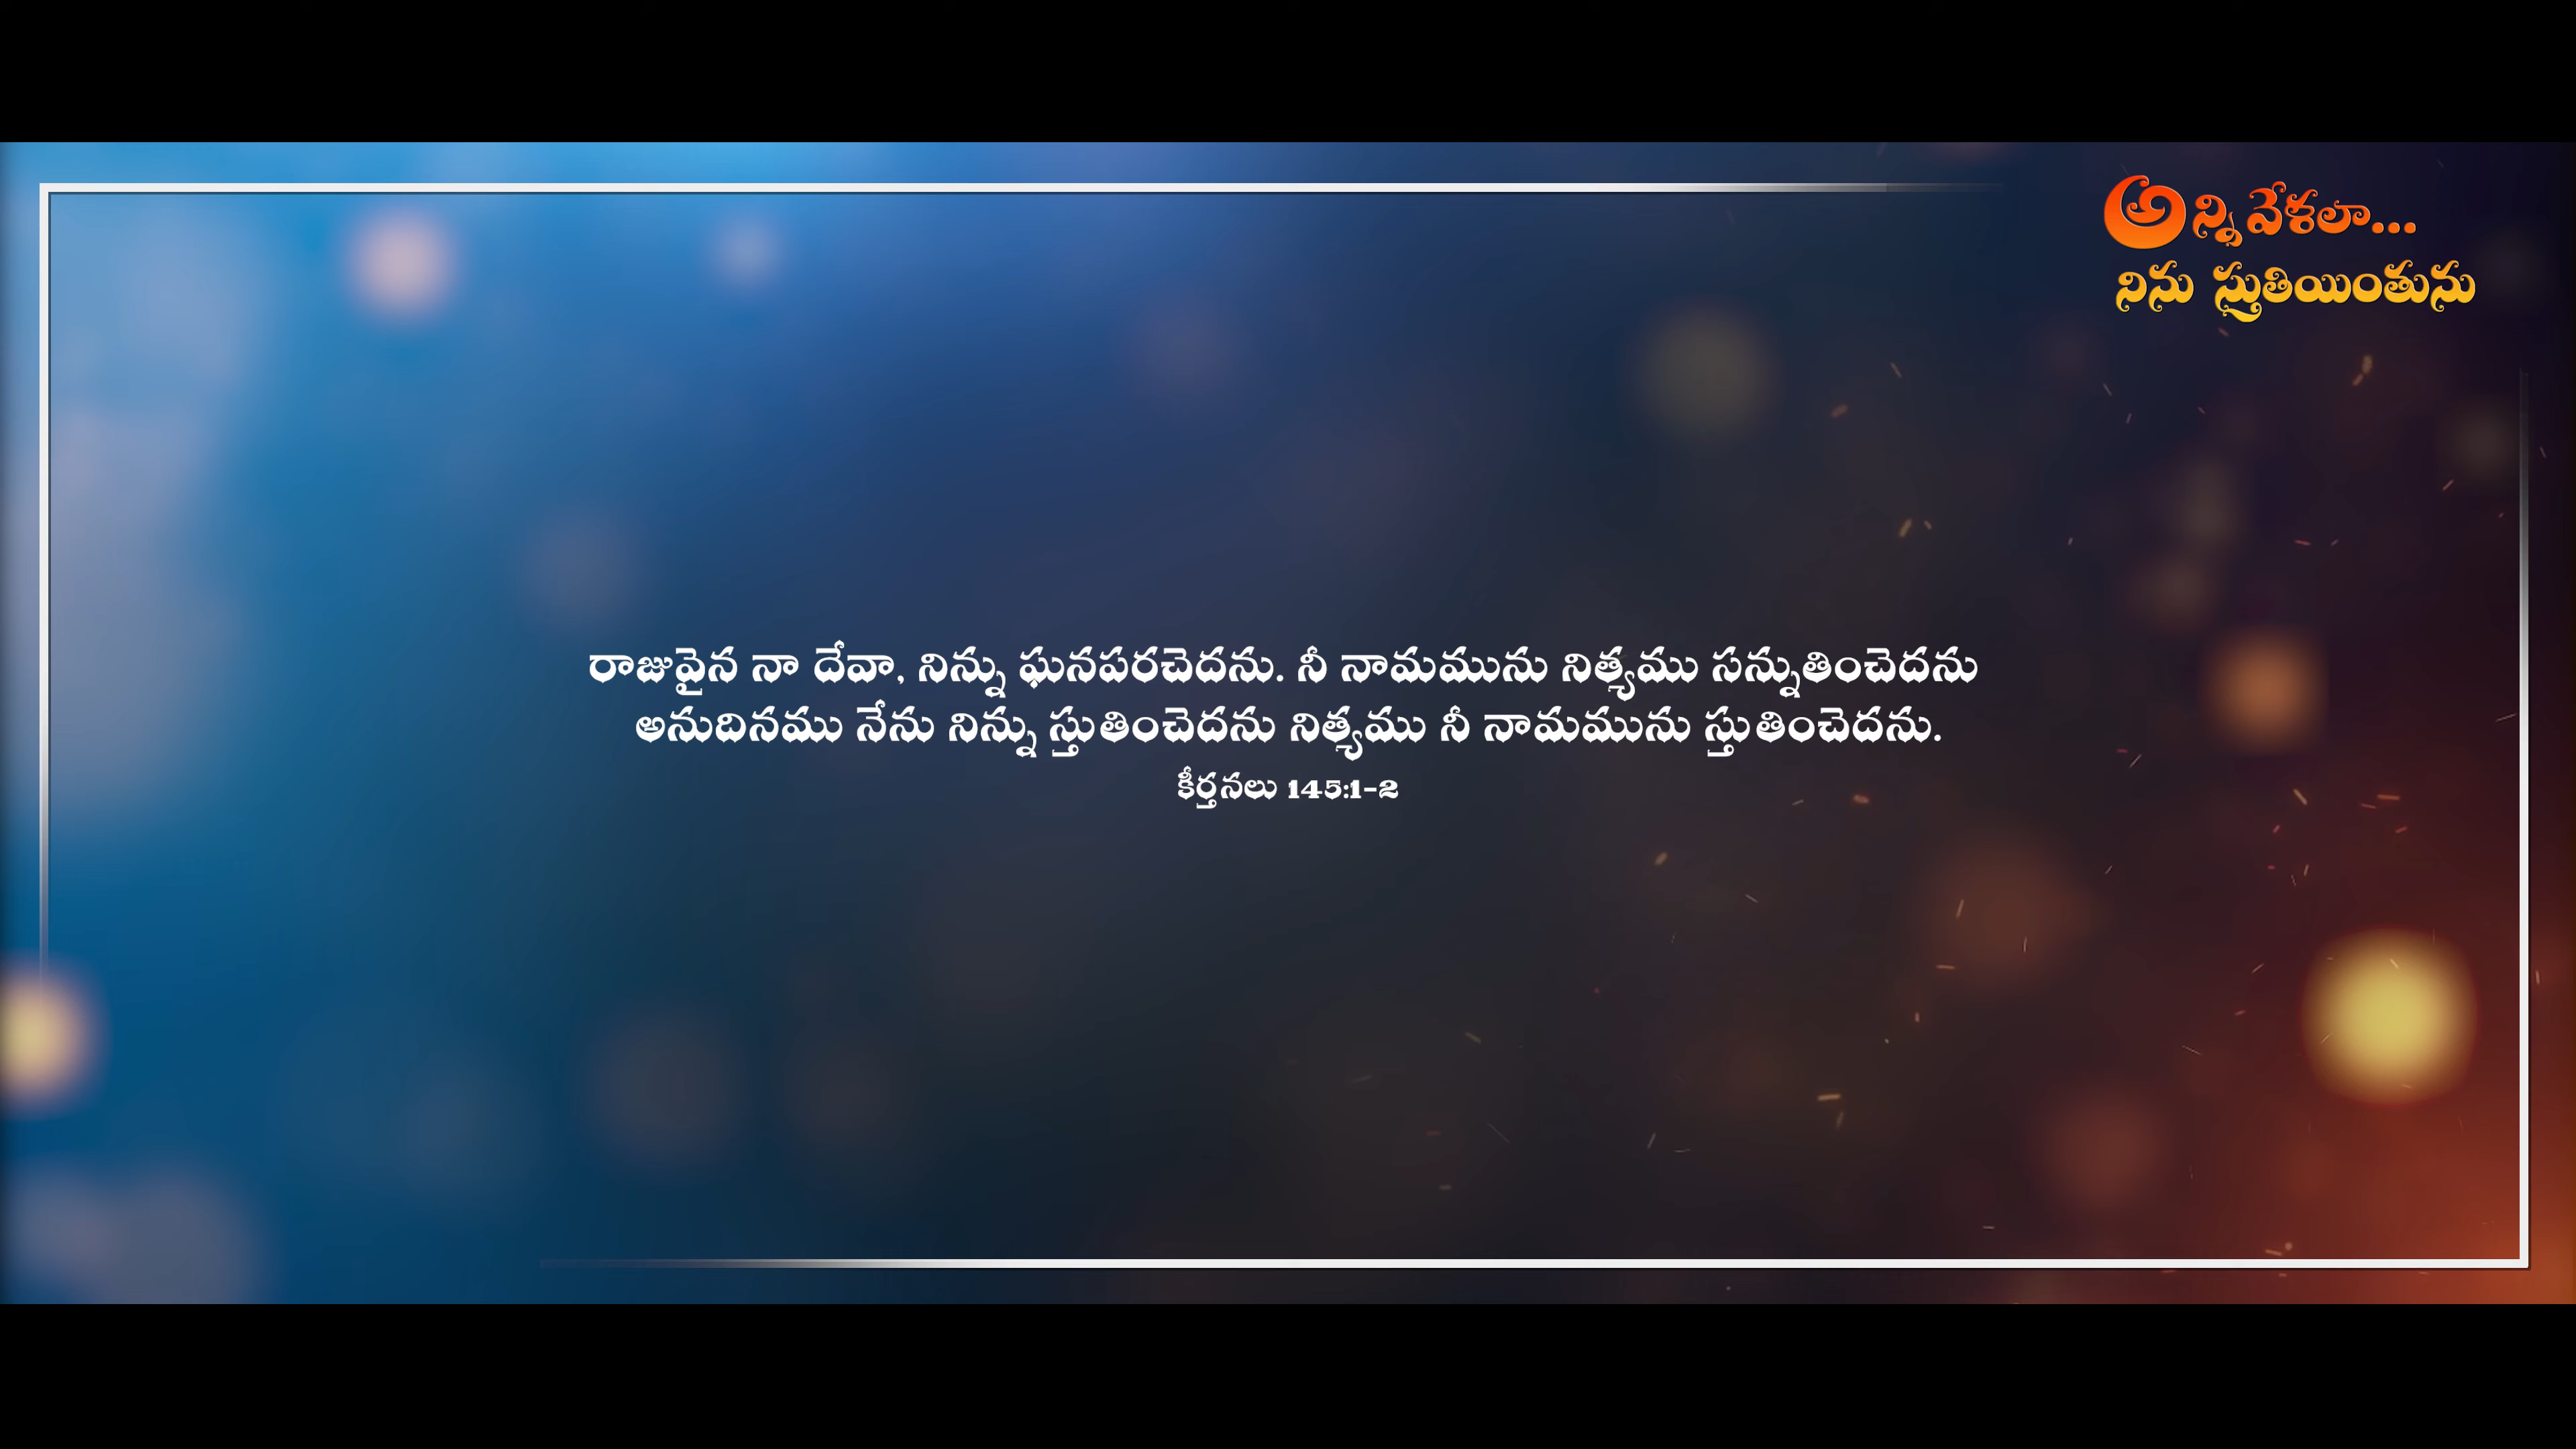 అన్నివేళలా...
నిను స్తుతియింతును
రాజువైన నా దేవా, నిన్ను ఘనపరచెదను. నీ నామమును నిత్యము సన్నుతించెదను
అనుదినము నేను నిన్ను స్తుతించెదను నిత్యము నీ నామమును స్తుతించెదను.
కీర్తనలు 145:1-2